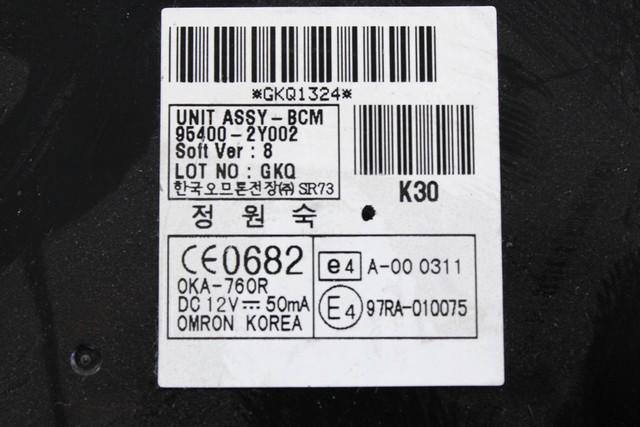 *GKQ1324*
UNIT ASSY-BCM
95400-2Y002
Soft Ver : 8
LOT NO : GKQ
한국오므론전장(주) SR73
K30
정 원 숙
CE0682
OKA-760R
DC 12V⎓50mA
OMRON KOREA
e4 A-00 0311
E4 97RA-010075